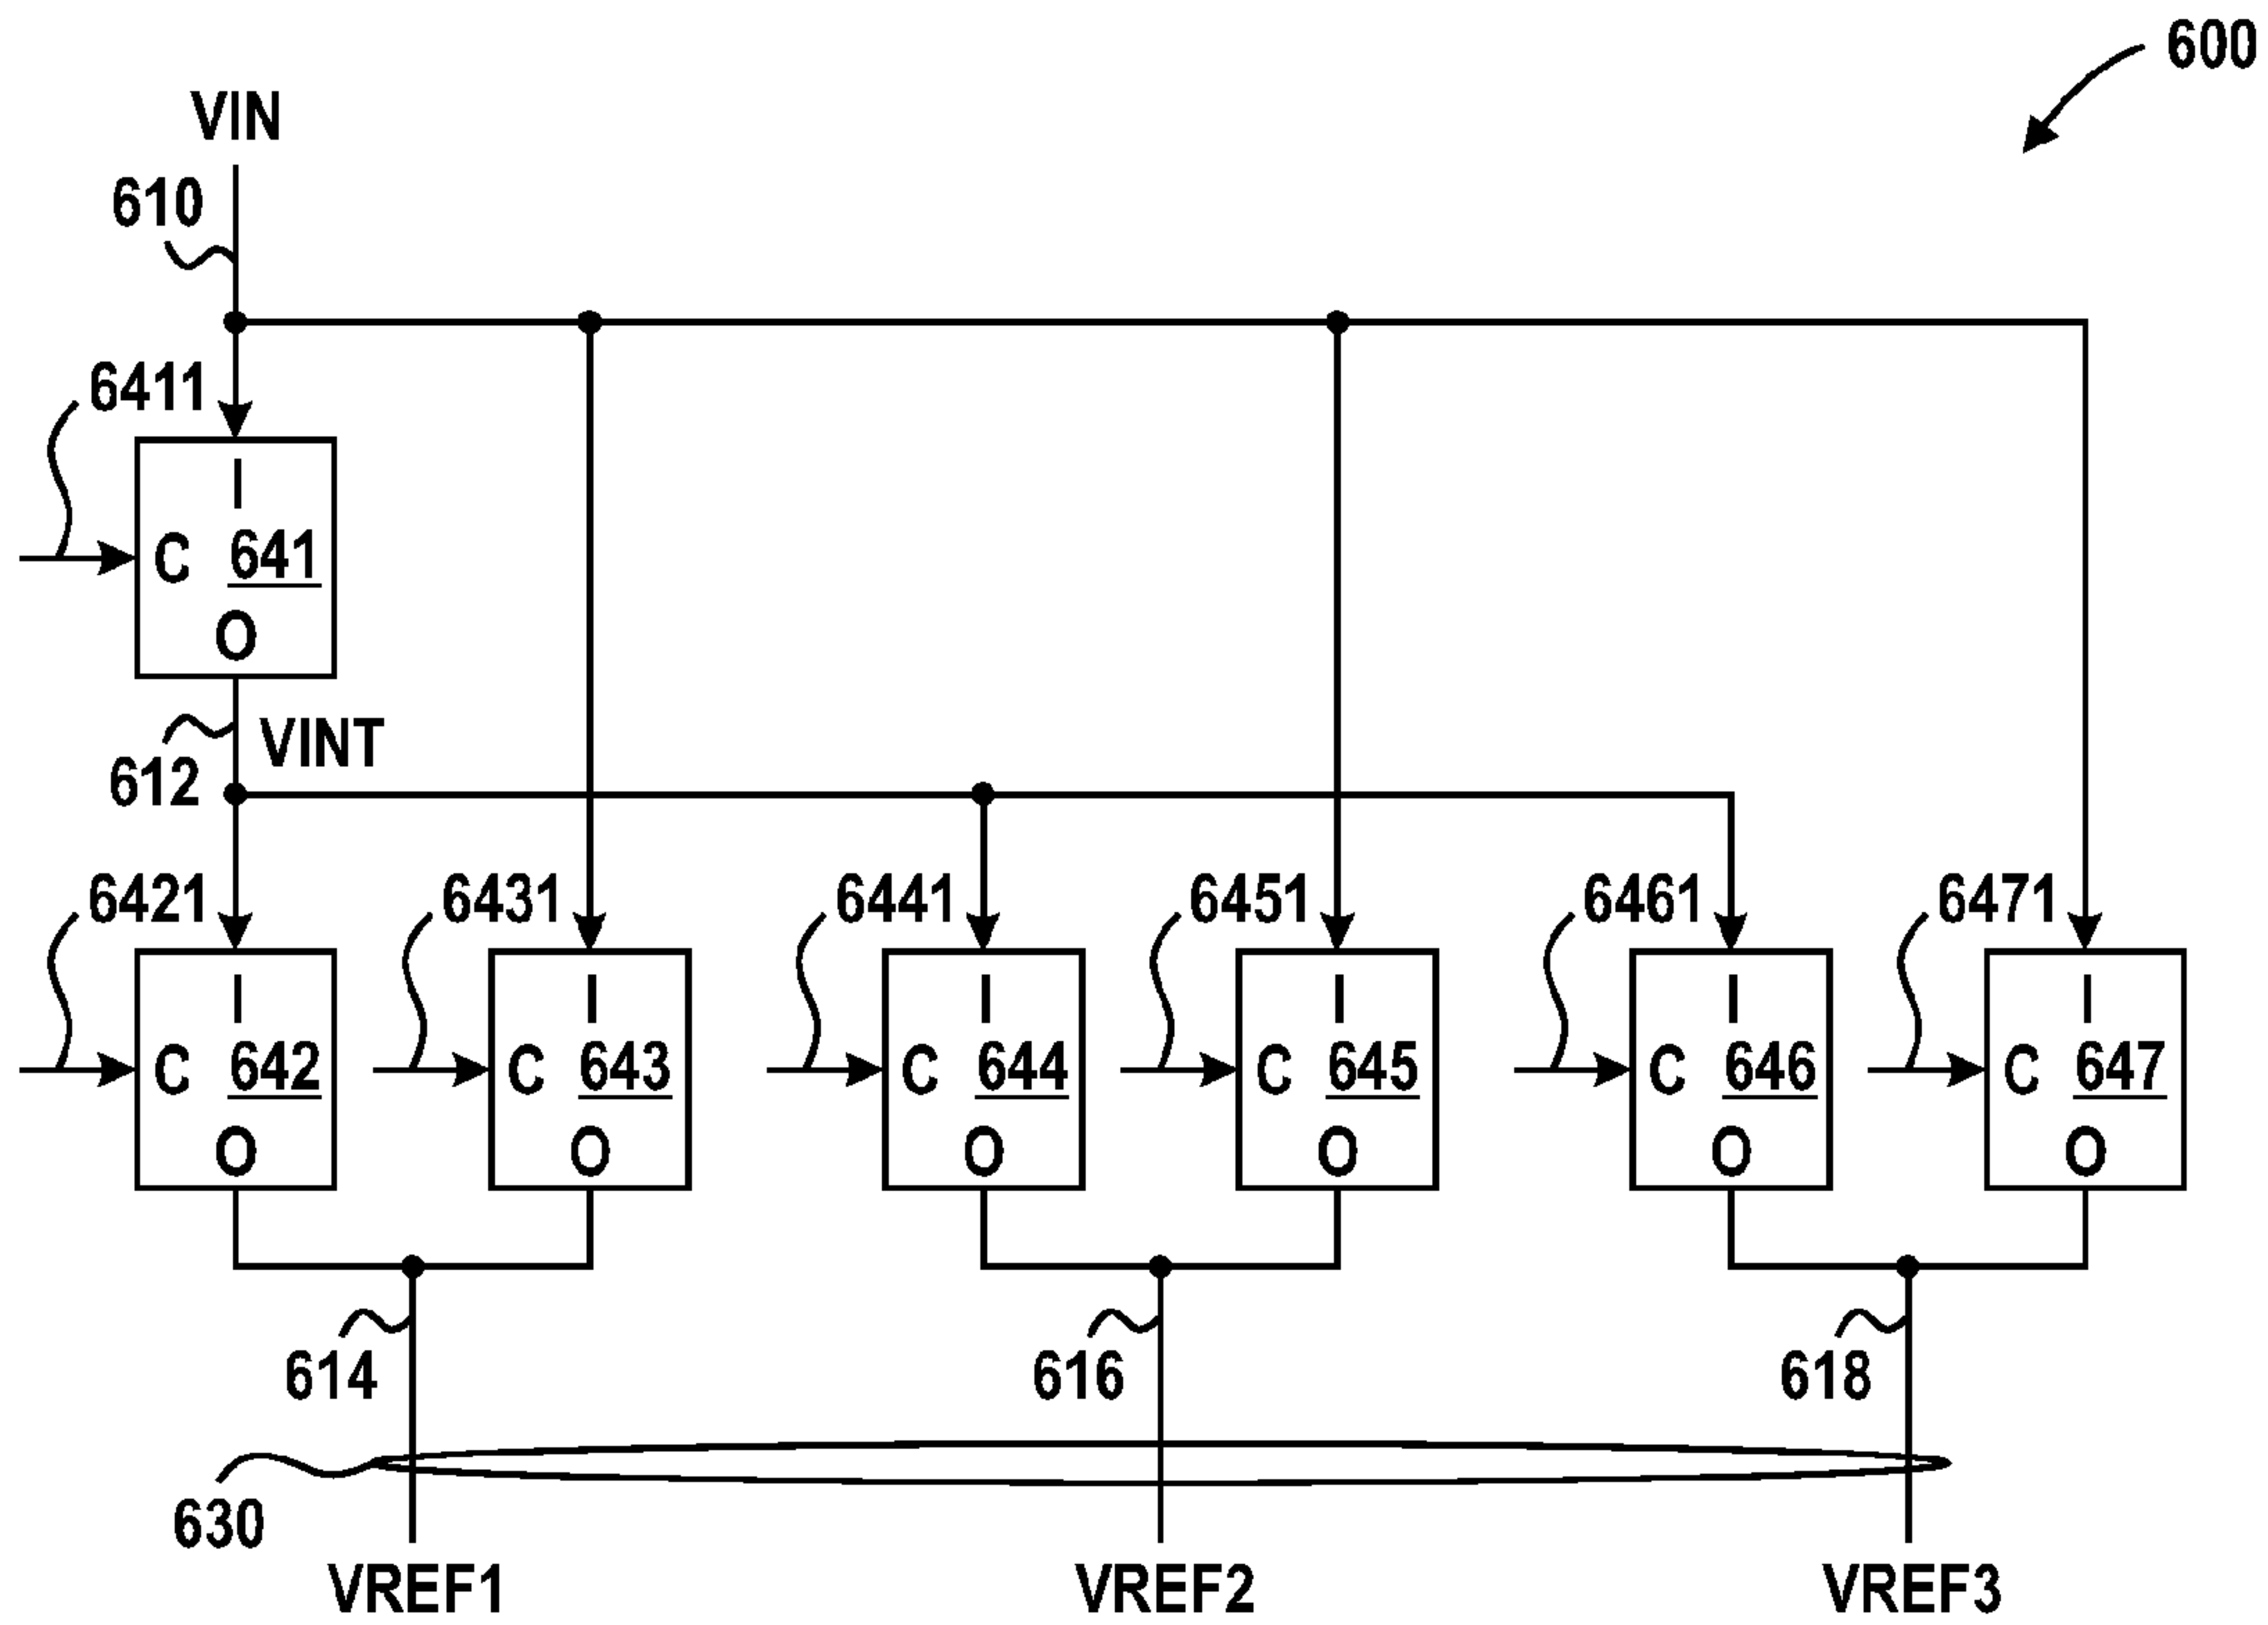 600
VIN
610
6411
I
C 641
O
612 VINT
6421 6431 6441 6451 6461 6471
I I I I I I
C 642 C 643 C 644 C 645 C 646 C 647
O O O O O O
614 616 618
630
VREF1 VREF2 VREF3